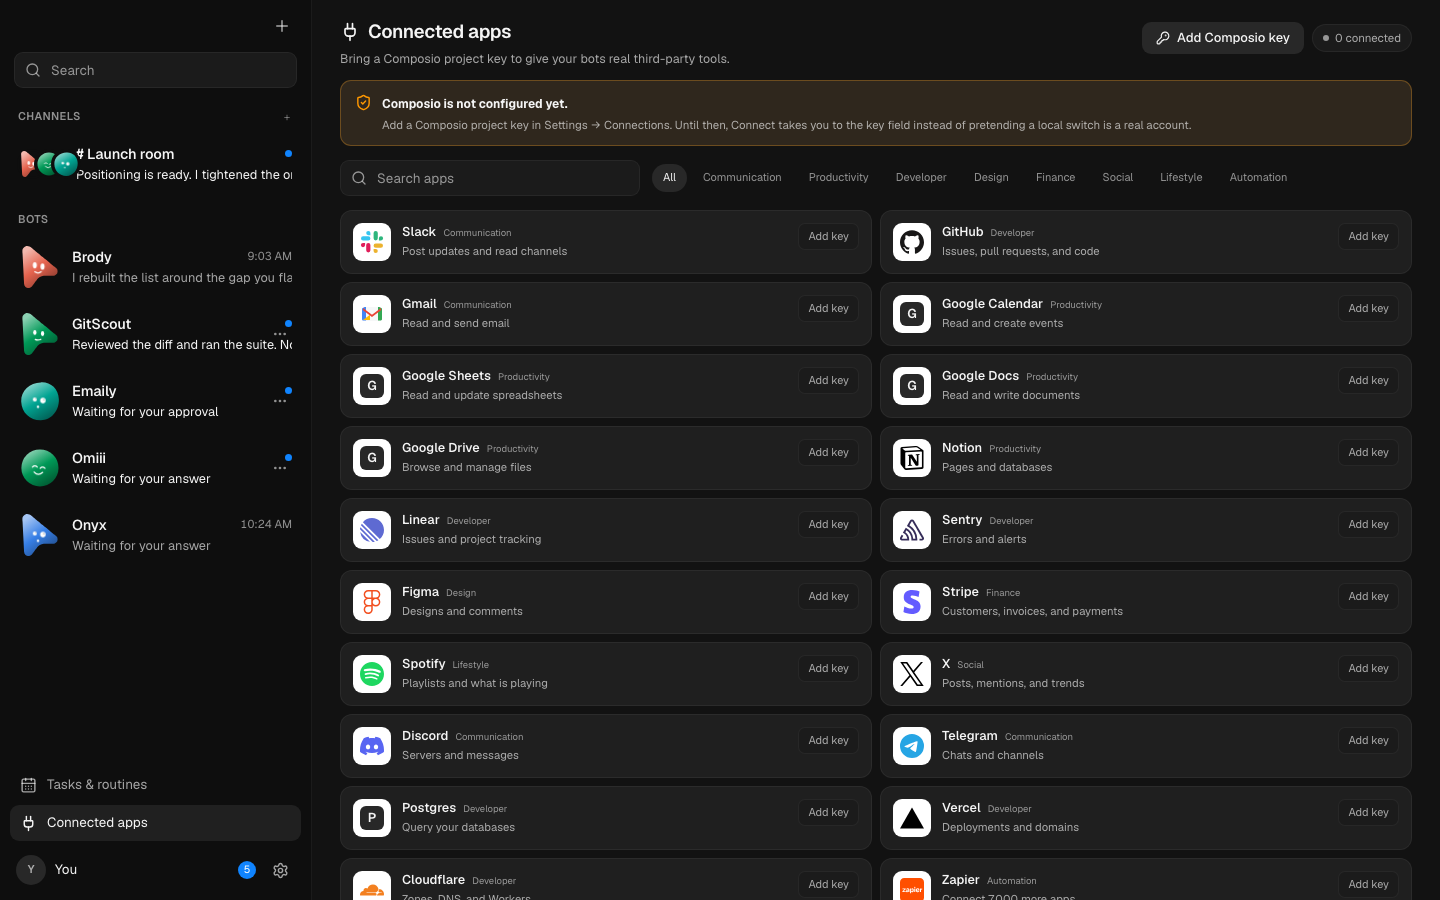 Search
CHANNELS
# Launch room
Positioning is ready. I tightened the or
BOTS
Brody
9:03 AM
I rebuilt the list around the gap you fla
GitScout
Reviewed the diff and ran the suite. No
Emaily
Waiting for your approval
Omiii
Waiting for your answer
Onyx
10:24 AM
Waiting for your answer
Tasks & routines
Connected apps
Y
You
5
Connected apps
Bring a Composio project key to give your bots real third-party tools.
Add Composio key
0 connected
Composio is not configured yet.
Add a Composio project key in Settings → Connections. Until then, Connect takes you to the key field instead of pretending a local switch is a real account.
Search apps
All Communication Productivity Developer Design Finance Social Lifestyle Automation
Slack Communication
Post updates and read channels
Add key
GitHub Developer
Issues, pull requests, and code
Add key
Gmail Communication
Read and send email
Add key
G
Google Calendar Productivity
Read and create events
Add key
G
Google Sheets Productivity
Read and update spreadsheets
Add key
G
Google Docs Productivity
Read and write documents
Add key
G
Google Drive Productivity
Browse and manage files
Add key
Notion Productivity
Pages and databases
Add key
Linear Developer
Issues and project tracking
Add key
Sentry Developer
Errors and alerts
Add key
Figma Design
Designs and comments
Add key
Stripe Finance
Customers, invoices, and payments
Add key
Spotify Lifestyle
Playlists and what is playing
Add key
X Social
Posts, mentions, and trends
Add key
Discord Communication
Servers and messages
Add key
Telegram Communication
Chats and channels
Add key
P
Postgres Developer
Query your databases
Add key
Vercel Developer
Deployments and domains
Add key
Cloudflare Developer
Zones, DNS, and Workers
Add key
zapier
Zapier Automation
Connect 7,000 more apps
Add key